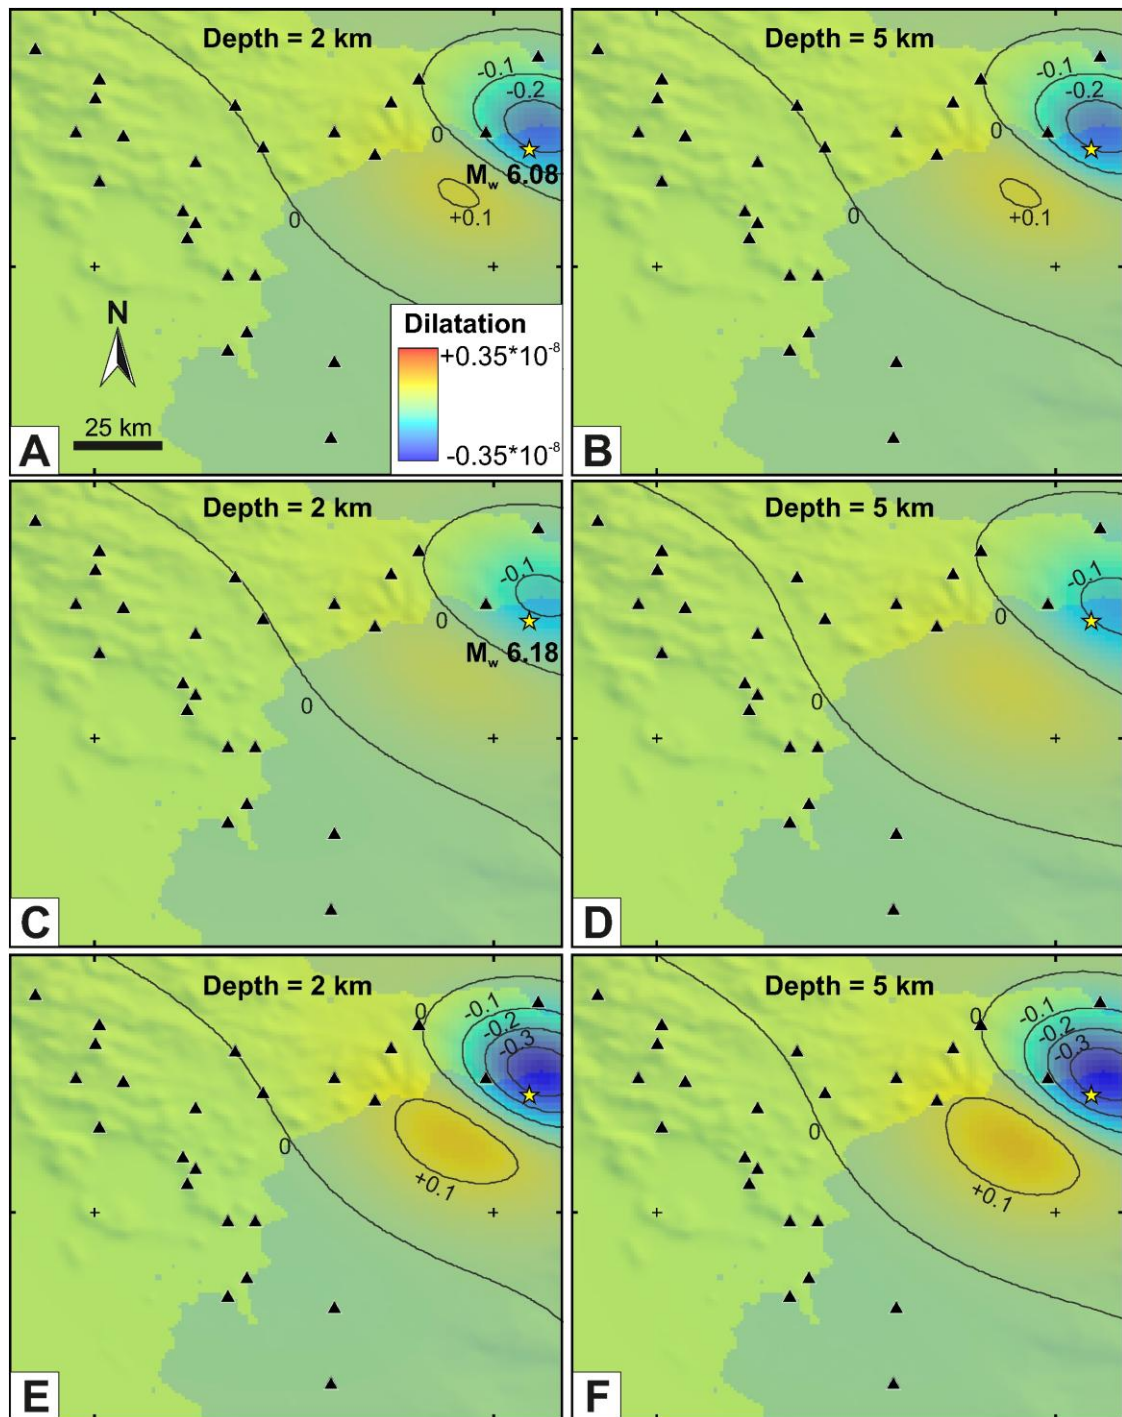 Depth = 2 km
-0.1
-0.2
0
Mw 6.08
+0.1
0
N
25 km
Dilatation
+0.35*10-8
-0.35*10-8
A
Depth = 5 km
-0.1
-0.2
0
+0.1
0
B
Depth = 2 km
-0.1
0
Mw 6.18
0
C
Depth = 5 km
-0.1
0
0
D
Depth = 2 km
0
-0.1
-0.2
-0.3
0
+0.1
E
Depth = 5 km
0
-0.1
-0.2
-0.3
0
+0.1
F